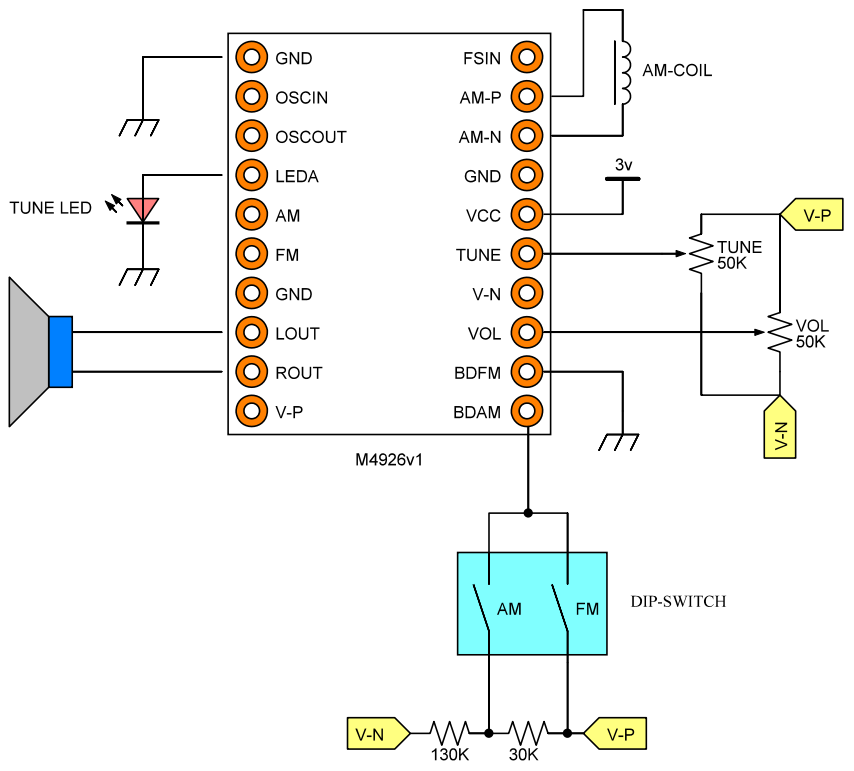 GND
OSCIN
OSCOUT
LEDA
AM
FM
GND
LOUT
ROUT
V-P
FSIN
AM-P
AM-N
GND
VCC
TUNE
V-N
VOL
BDFM
BDAM
M4926v1
TUNE LED
AM-COIL
3v
V-P
TUNE
50K
VOL
50K
V-N
AM
FM
DIP-SWITCH
V-N
130K
30K
V-P